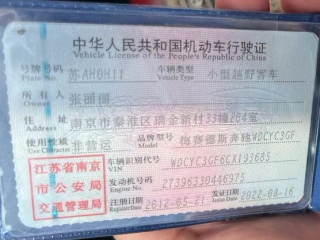 中华人民共和国机动车行驶证
Vehicle License of the People's Republic of China
号牌号码 苏AH0H11 车辆类型 小型越野客车
Plate No. Vehicle Type
所有人 张丽丽
Owner
住址 南京市秦淮区瑞金新村33幢204室
Address
使用性质 非营运 品牌型号 梅赛德斯奔驰WDCYC3GF
Use Character Model
车辆识别代号 WDCYC3GF6CX193685
VIN
发动机号码 27396330446975
Engine No.
注册日期 2012-05-21 发证日期 2022-08-16
Register Date Issue Date
江苏省南京
市公安局
交通管理局